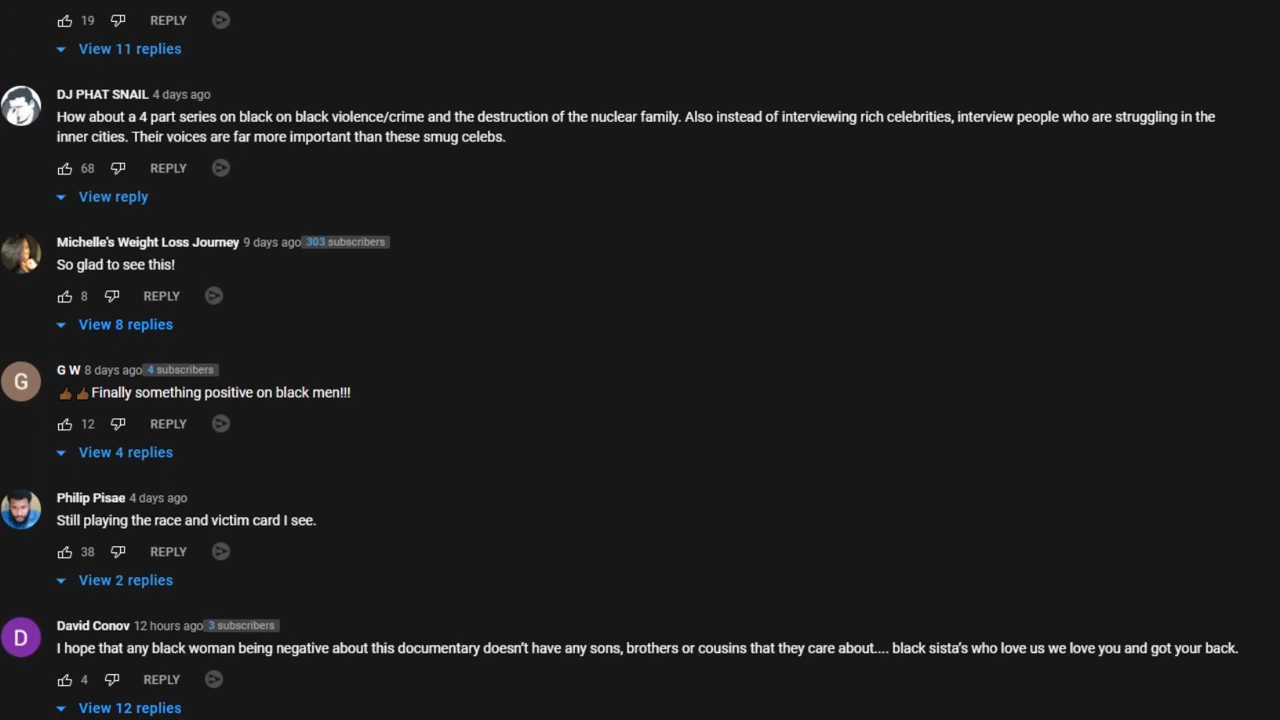 19 REPLY
View 11 replies
DJ PHAT SNAIL 4 days ago
How about a 4 part series on black on black violence/crime and the destruction of the nuclear family. Also instead of interviewing rich celebrities, interview people who are struggling in the
inner cities. Their voices are far more important than these smug celebs.
68 REPLY
View reply
Michelle's Weight Loss Journey 9 days ago 303 subscribers
So glad to see this!
8 REPLY
View 8 replies
G W 8 days ago 4 subscribers
G
👍🏾👍🏾Finally something positive on black men!!!
12 REPLY
View 4 replies
Philip Pisae 4 days ago
Still playing the race and victim card I see.
38 REPLY
View 2 replies
David Conov 12 hours ago 3 subscribers
D
I hope that any black woman being negative about this documentary doesn't have any sons, brothers or cousins that they care about.... black sista's who love us we love you and got your back.
4 REPLY
View 12 replies